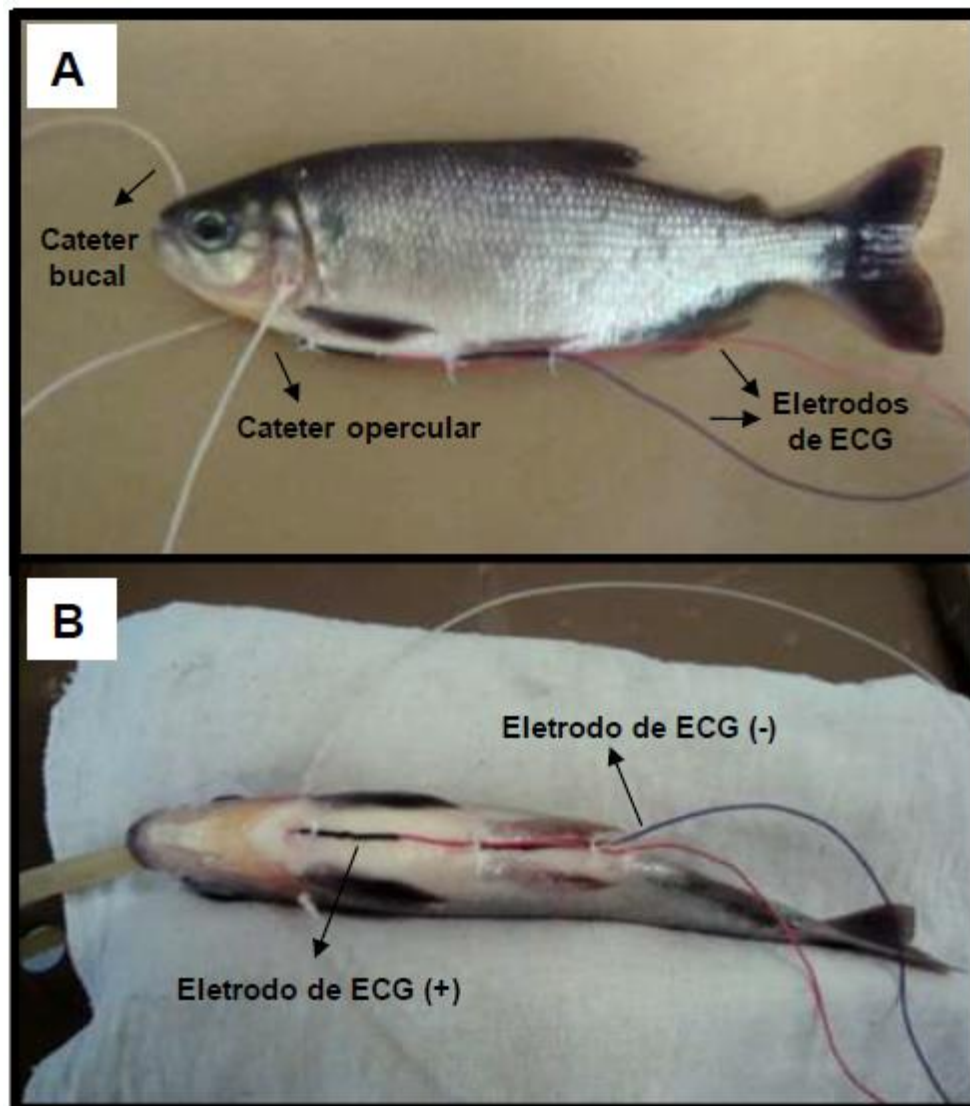 A
Cateter
bucal
Cateter opercular
Eletrodos
de ECG
B
Eletrodo de ECG (-)
Eletrodo de ECG (+)